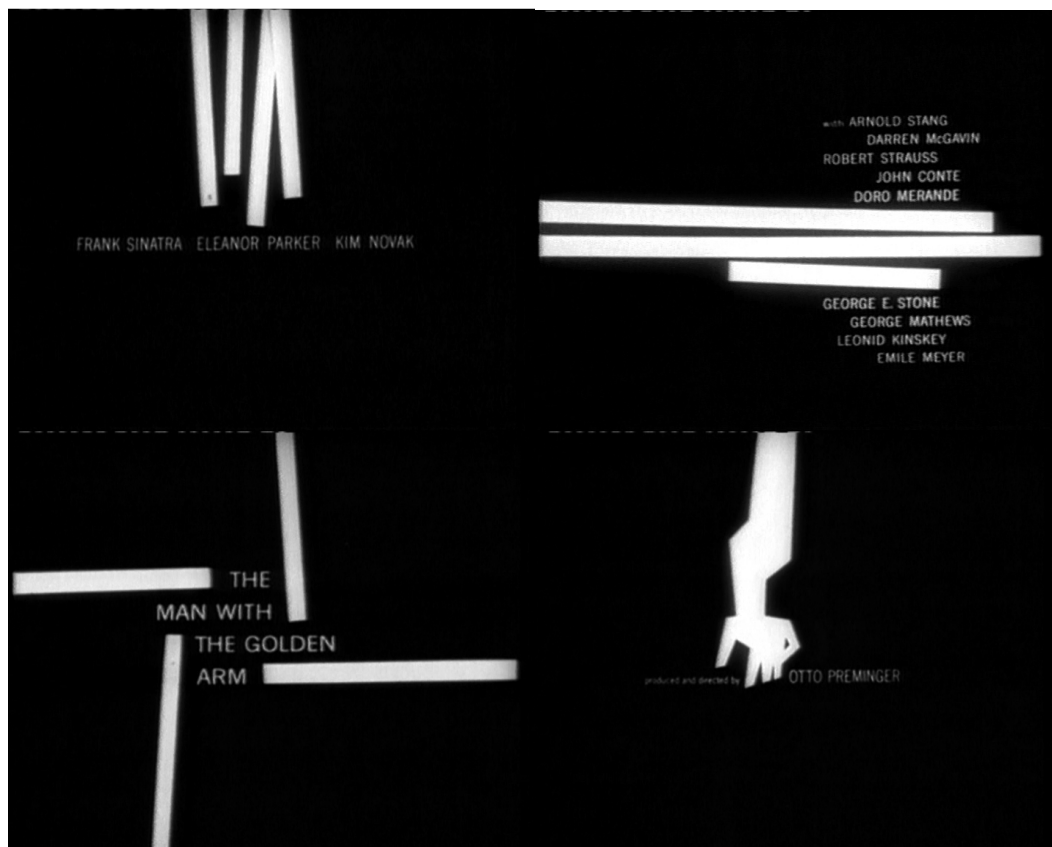 FRANK SINATRA ELEANOR PARKER KIM NOVAK
with ARNOLD STANG
DARREN McGAVIN
ROBERT STRAUSS
JOHN CONTE
DORO MERANDE
GEORGE E. STONE
GEORGE MATHEWS
LEONID KINSKEY
EMILE MEYER
THE
MAN WITH
THE GOLDEN
ARM
produced and directed by OTTO PREMINGER